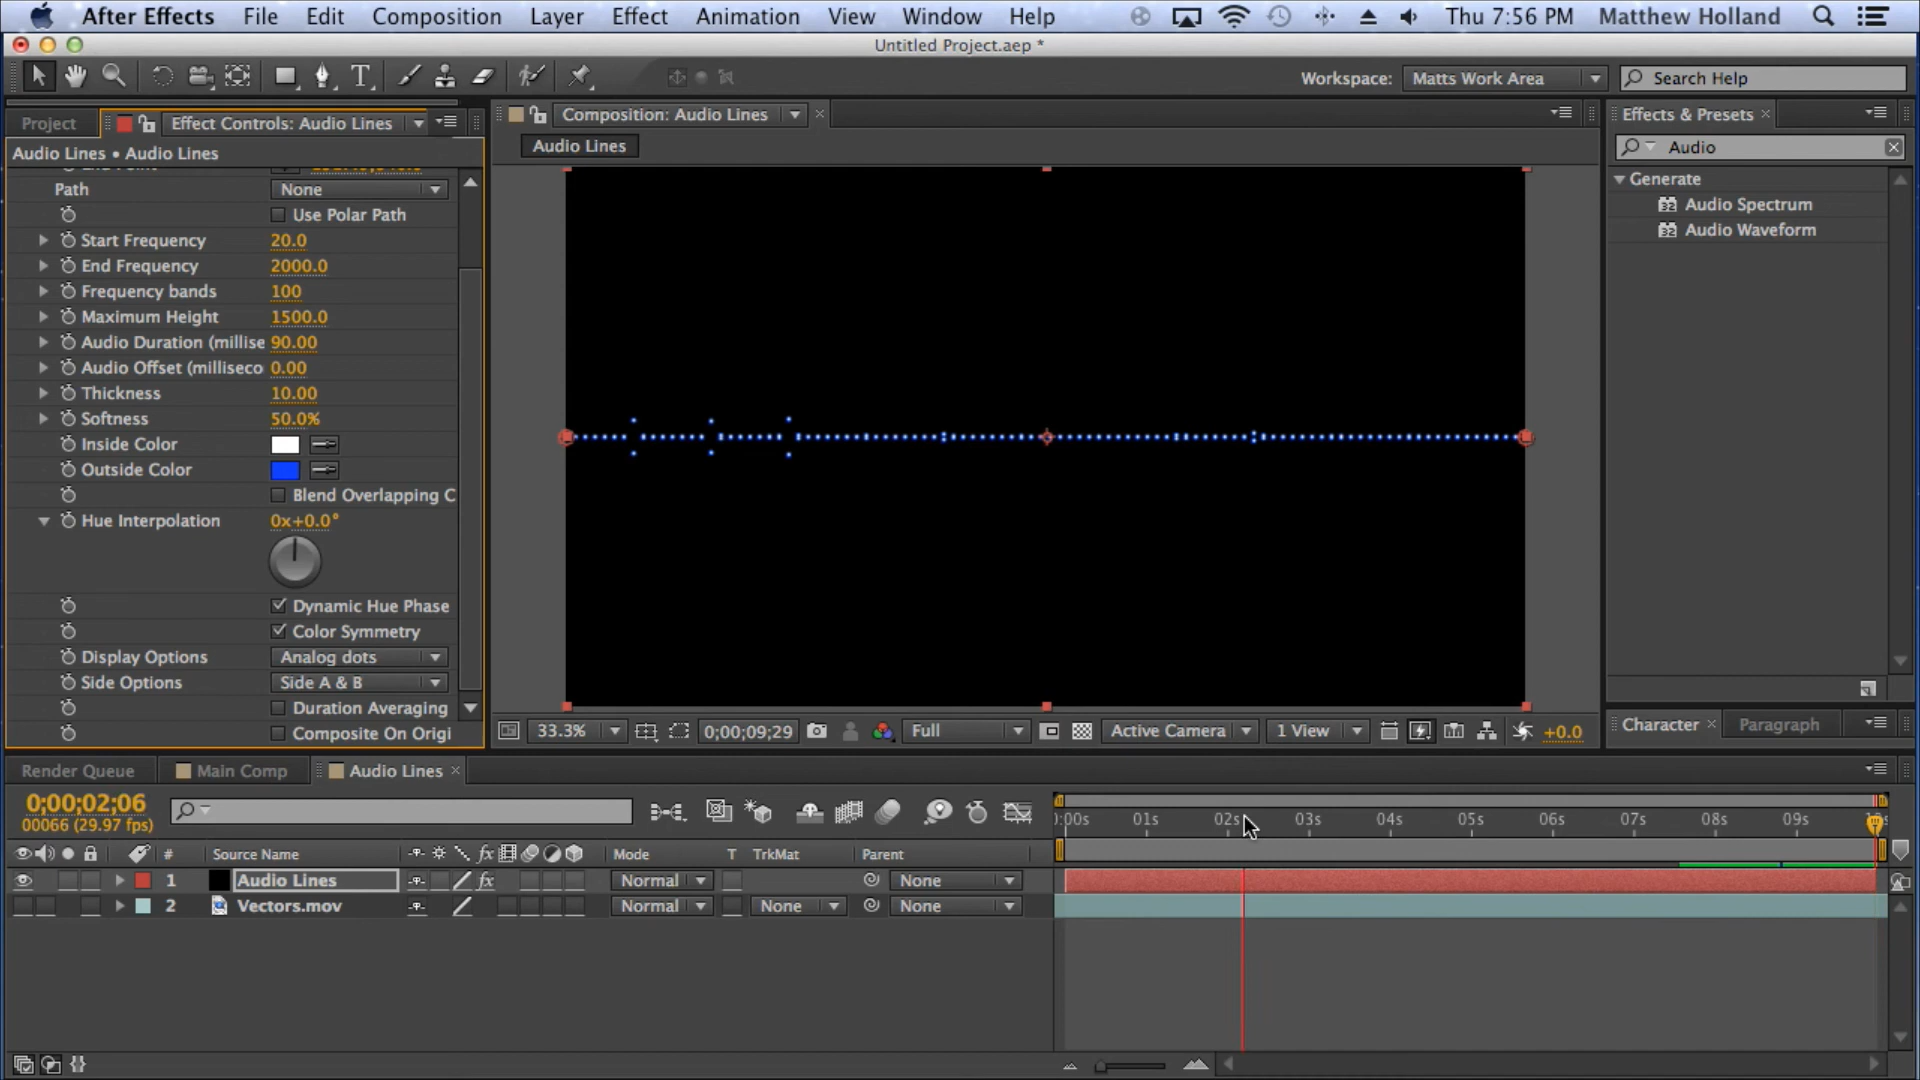 After Effects File Edit Composition Layer Effect Animation View Window Help Thu 7:56 PM Matthew Holland
Untitled Project.aep *
Workspace: Matts Work Area Search Help
Project Effect Controls: Audio Lines
Composition: Audio Lines
Effects & Presets
Audio Lines • Audio Lines
Audio Lines
Audio
Path None
Use Polar Path
Start Frequency 20.0
End Frequency 2000.0
Frequency bands 100
Maximum Height 1500.0
Audio Duration (millise 90.00
Audio Offset (milliseco 0.00
Thickness 10.00
Softness 50.0%
Inside Color
Outside Color
Blend Overlapping C
Hue Interpolation 0x+0.0°
Dynamic Hue Phase
Color Symmetry
Display Options Analog dots
Side Options Side A & B
Duration Averaging
Composite On Origi
Generate
32 Audio Spectrum
32 Audio Waveform
33.3% 0;00;09;29 Full Active Camera 1 View +0.0
Character Paragraph
Render Queue Main Comp Audio Lines
0;00;02;06
00066 (29.97 fps)
:00s 01s 02s 03s 04s 05s 06s 07s 08s 09s
# Source Name fx Mode T TrkMat Parent
1 Audio Lines fx Normal None
2 Vectors.mov Normal None None